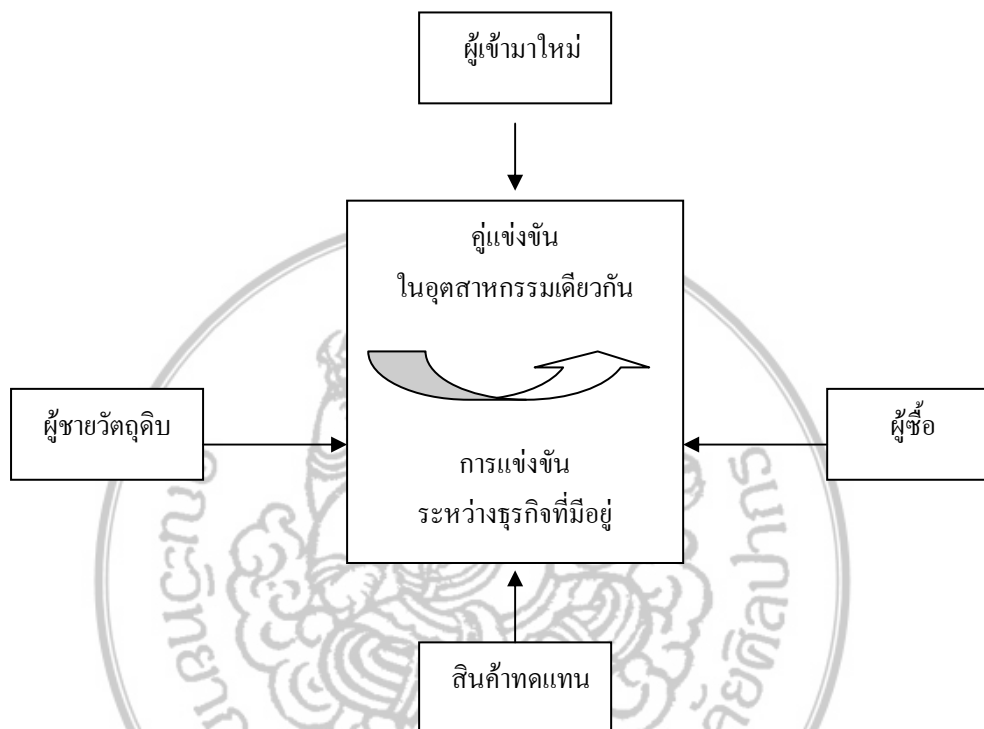 ผู้เข้ามาใหม่
คู่แข่งขัน
ในอุตสาหกรรมเดียวกัน
ผู้ชายวัตถุดิบ
ผู้ซื้อ
การแข่งขัน
ระหว่างธุรกิจที่มีอยู่
สินค้าทดแทน